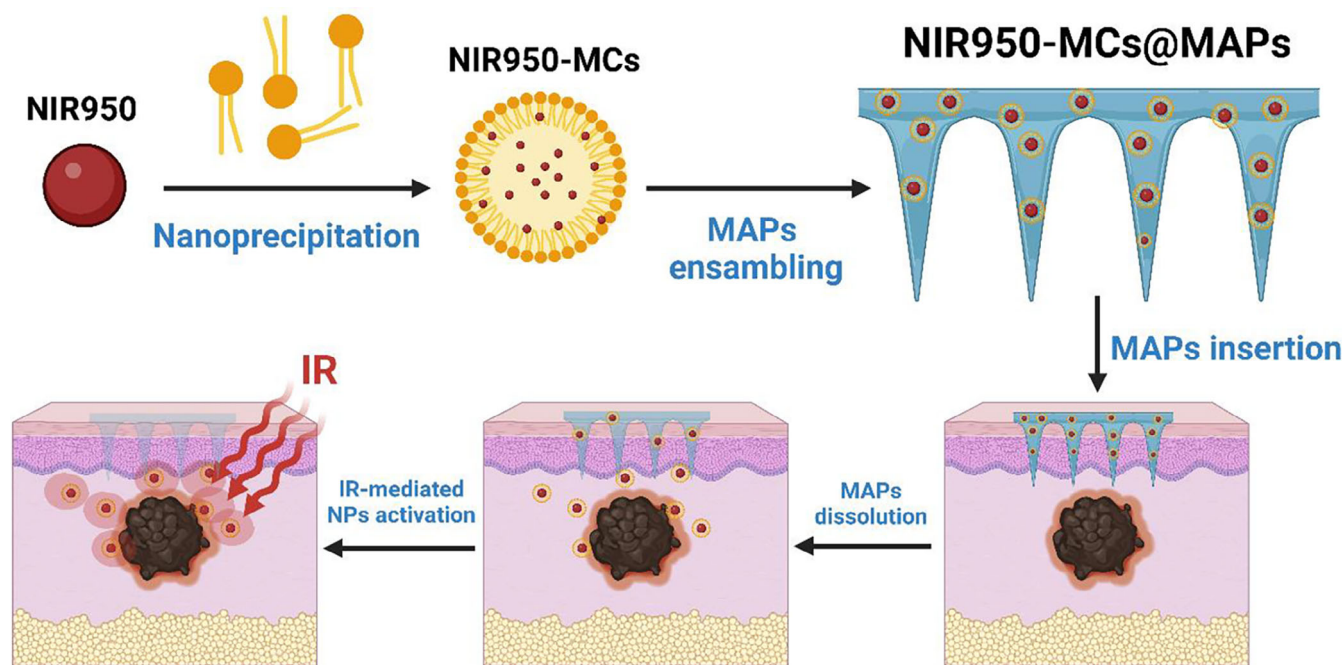 NIR950
Nanoprecipitation
NIR950-MCs
MAPs
ensambling
NIR950-MCs@MAPs
MAPs insertion
MAPs
dissolution
IR-mediated
NPs activation
IR